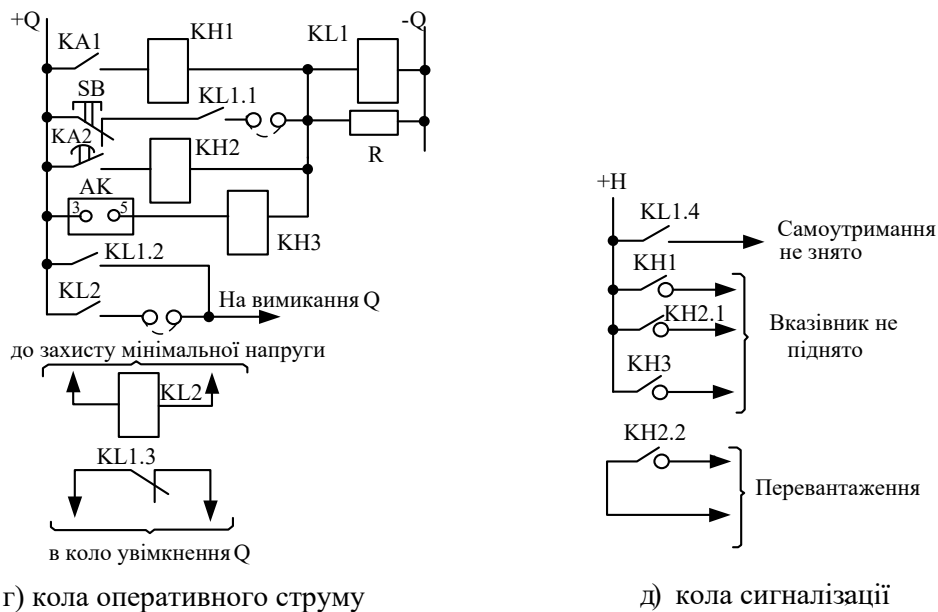 +Q
-Q
KA1
KH1
KL1
SB
KL1.1
KA2
KH2
R
AK
3 5
KH3
KL1.2
KL2
На вимикання Q
до захисту мінімальної напруги
KL2
KL1.3
в коло увімкнення Q
г) кола оперативного струму
+H
KL1.4
Самоутримання
не знято
KH1
KH2.1
Вказівник не
піднято
KH3
KH2.2
Перевантаження
д) кола сигналізації